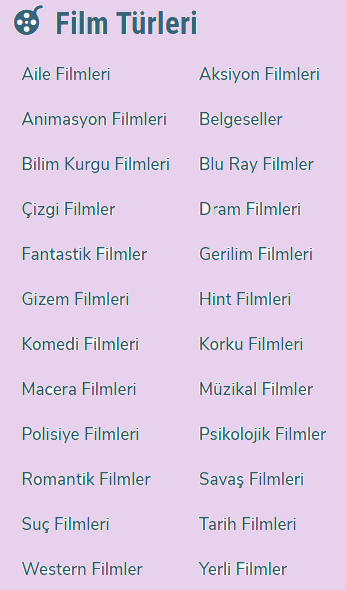 Film Türleri
Aile Filmleri
Aksiyon Filmleri
Animasyon Filmleri
Belgeseller
Bilim Kurgu Filmleri
Blu Ray Filmler
Çizgi Filmler
Dram Filmleri
Fantastik Filmler
Gerilim Filmleri
Gizem Filmleri
Hint Filmleri
Komedi Filmleri
Korku Filmleri
Macera Filmleri
Müzikal Filmler
Polisiye Filmleri
Psikolojik Filmler
Romantik Filmler
Savaş Filmleri
Suç Filmleri
Tarih Filmleri
Western Filmler
Yerli Filmler